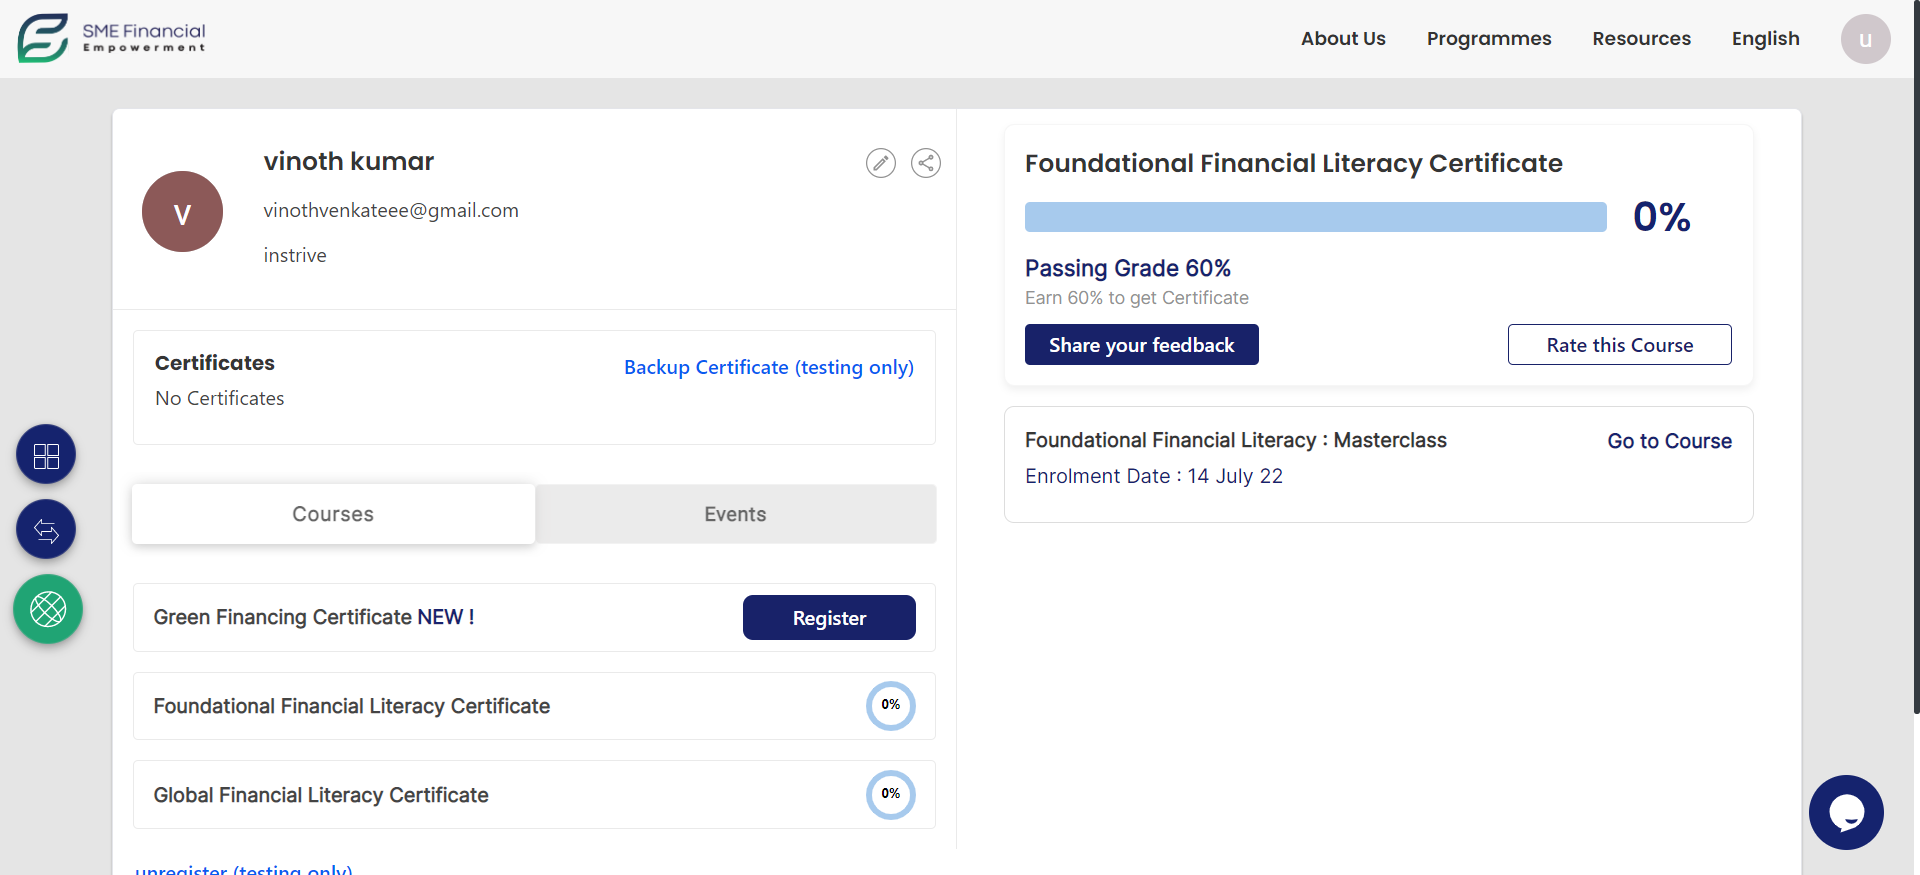 SME Financial
Empowerment
About Us
Programmes
Resources
English
u
V
vinoth kumar
vinothvenkateee@gmail.com
instrive
Certificates
Backup Certificate (testing only)
No Certificates
Courses
Events
Green Financing Certificate NEW !
Register
Foundational Financial Literacy Certificate
0%
Global Financial Literacy Certificate
0%
unregister (testing only)
Foundational Financial Literacy Certificate
0%
Passing Grade 60%
Earn 60% to get Certificate
Share your feedback
Rate this Course
Foundational Financial Literacy : Masterclass
Go to Course
Enrolment Date : 14 July 22